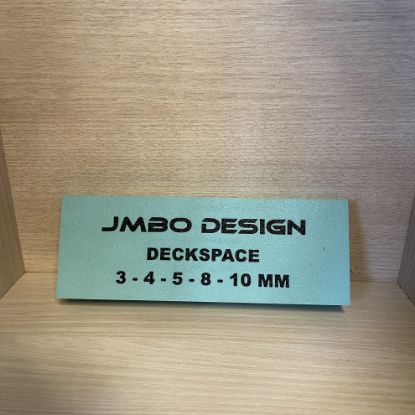 JMBO DESIGN
DECKSPACE
3 - 4 - 5 - 8 - 10 MM